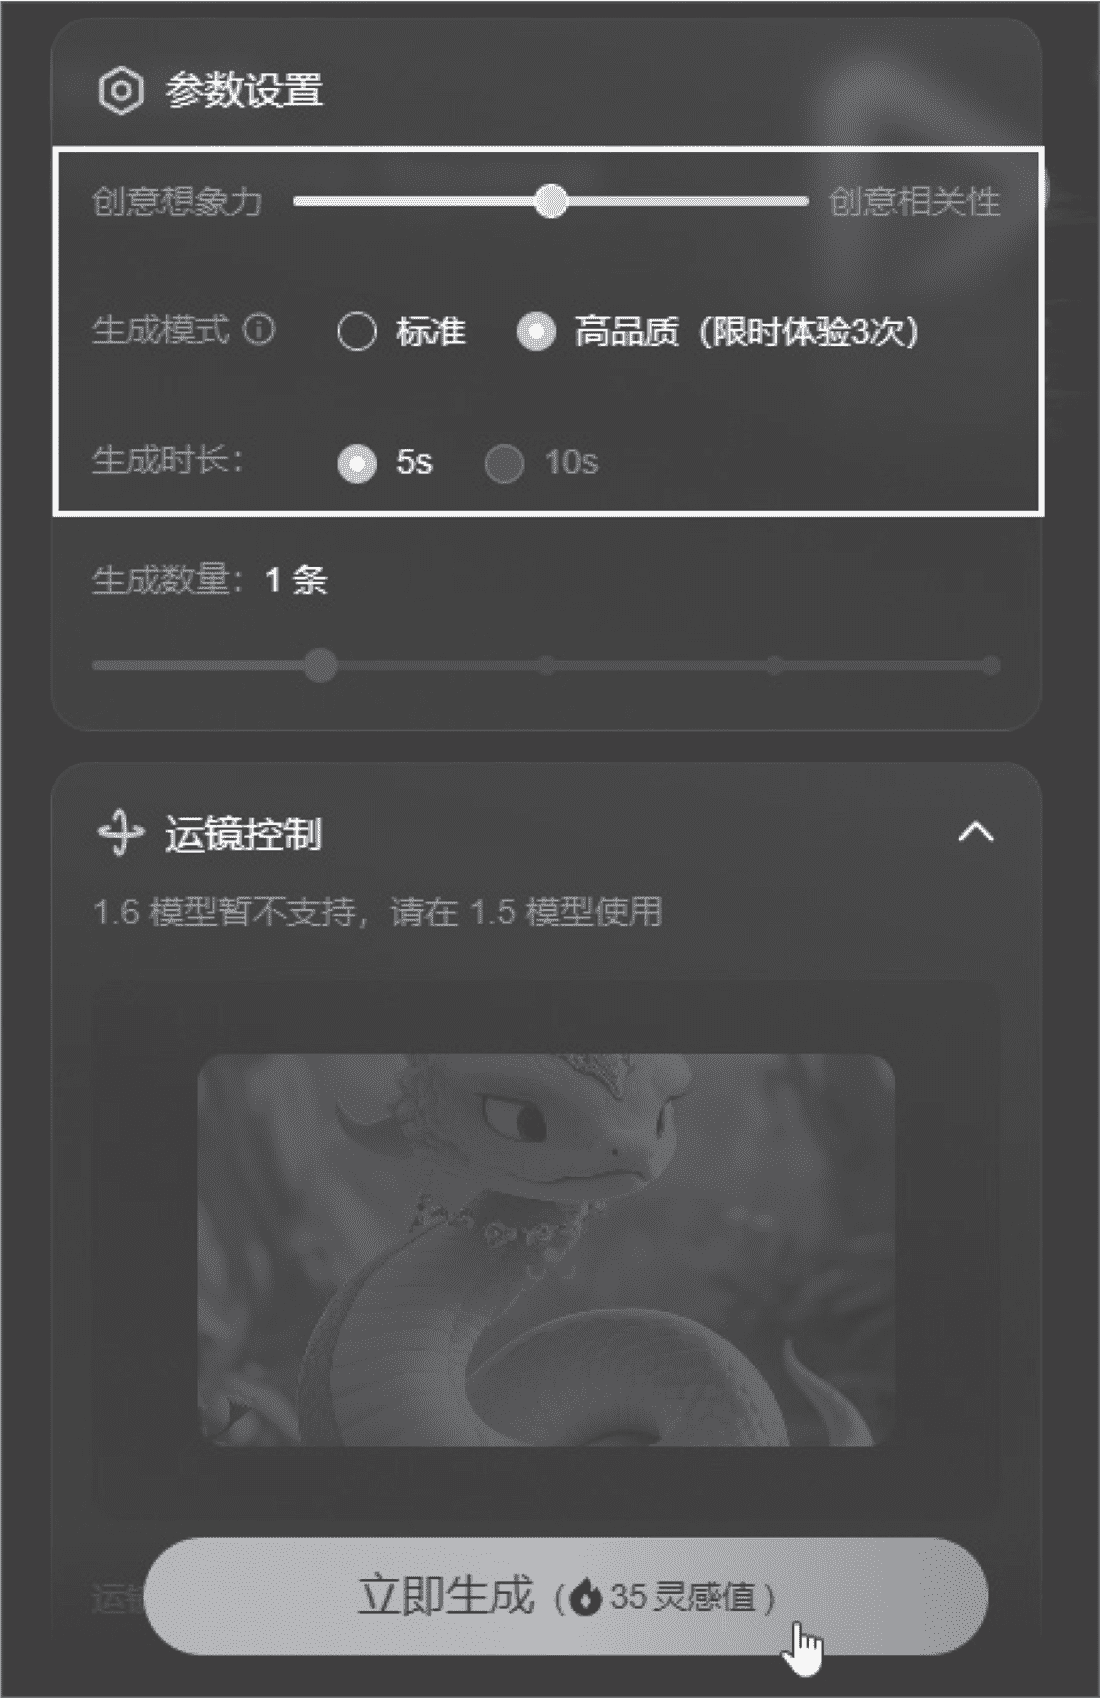 参数设置
创意想象力 创意相关性
生成模式 标准 高品质（限时体验3次）
生成时长： 5s 10s
生成数量：1 条
运镜控制
1.6 模型暂不支持，请在 1.5 模型使用
运镜
立即生成（35 灵感值）